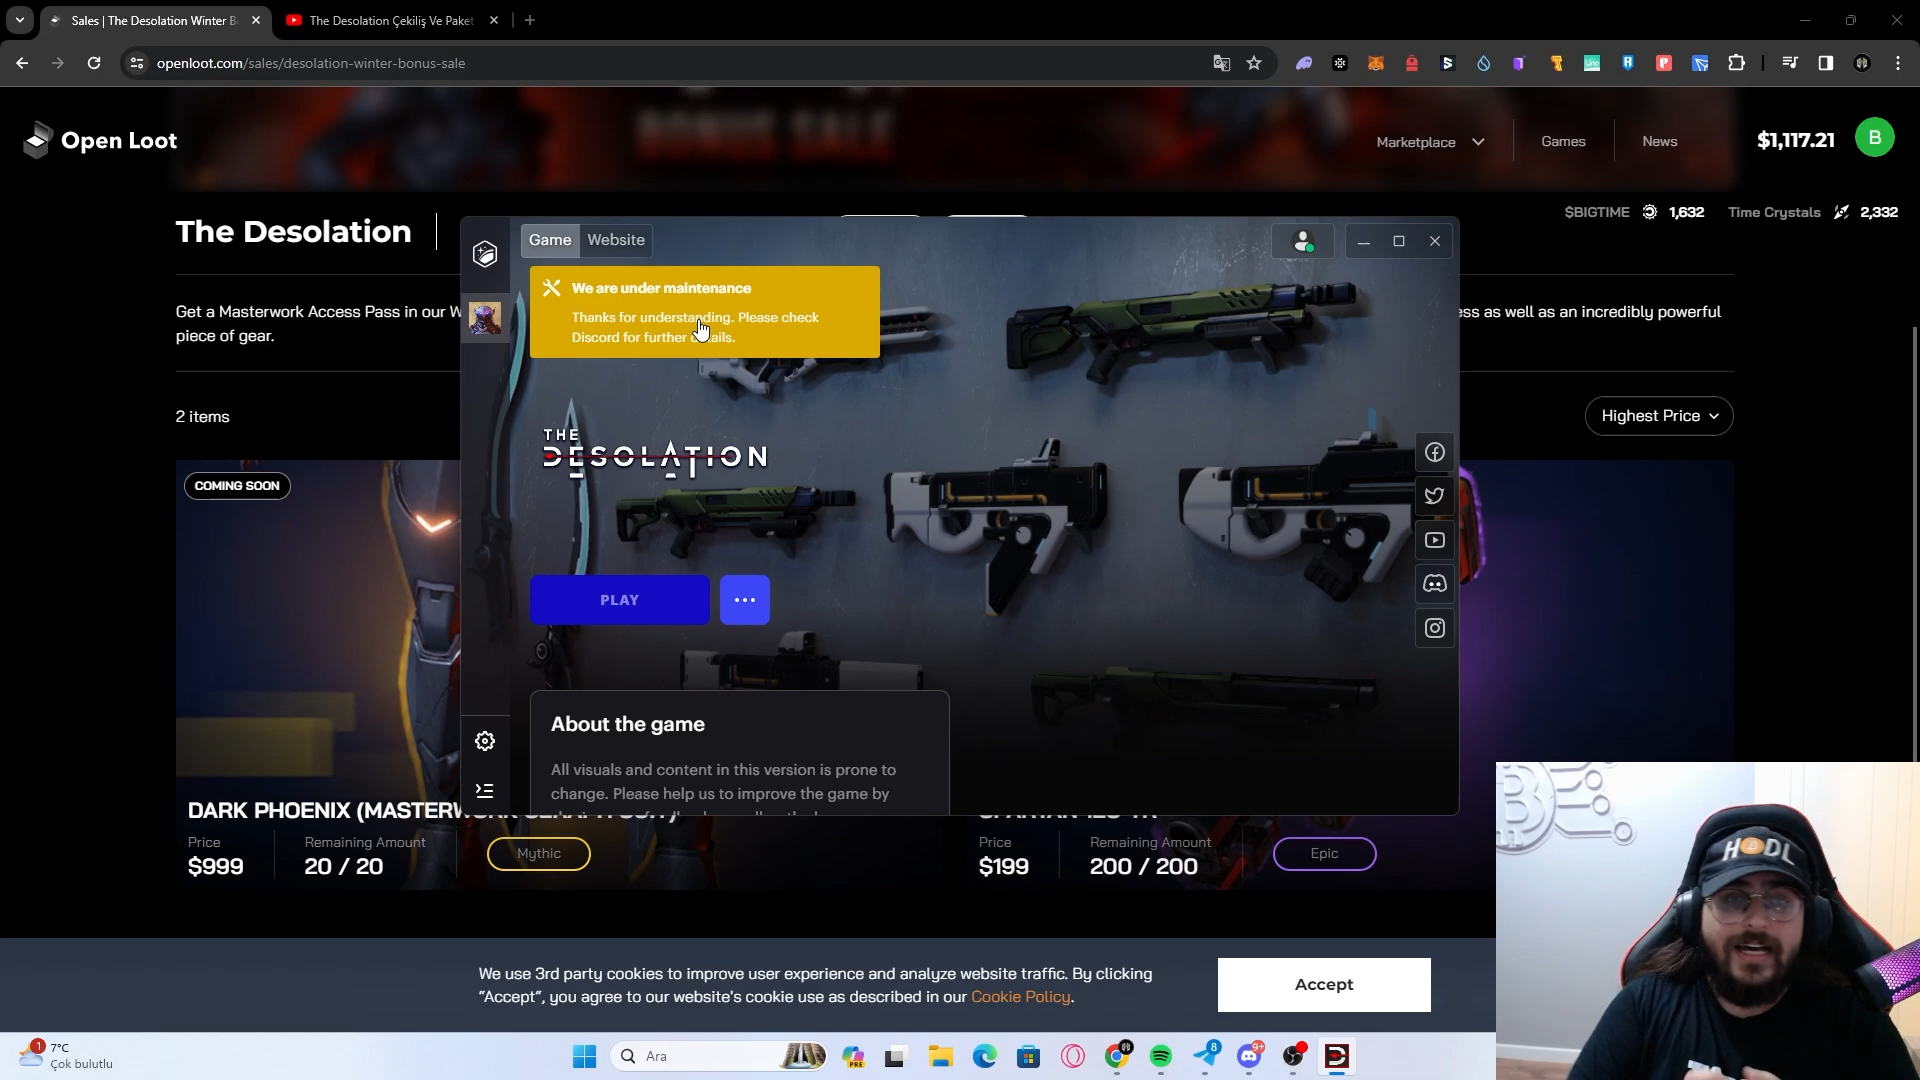 Sales | The Desolation Winter B
The Desolation Çekiliş Ve Paket
openloot.com/sales/desolation-winter-bonus-sale
BONUS SALE
Open Loot
Marketplace
Games
News
$1,117.21
B
$BIGTIME 1,632 Time Crystals 2,332
The Desolation
Game
Website
We are under maintenance
Thanks for understanding. Please check
Discord for further
Get a Masterwork Access Pass in our W
ess as well as an incredibly powerful
piece of gear.
2 items
Highest Price
THE
DESOLATION
COMING SOON
PLAY
About the game
All visuals and content in this version is prone to
change. Please help us to improve the game by
DARK PHOENIX (MASTERW
Price
$999
Remaining Amount
20 / 20
Mythic
Price
$199
Remaining Amount
200 / 200
Epic
HODL
We use 3rd party cookies to improve user experience and analyze website traffic. By clicking
"Accept", you agree to our website's cookie use as described in our Cookie Policy.
Accept
1
7°C
Çok bulutlu
Ara
PRE
8
9+